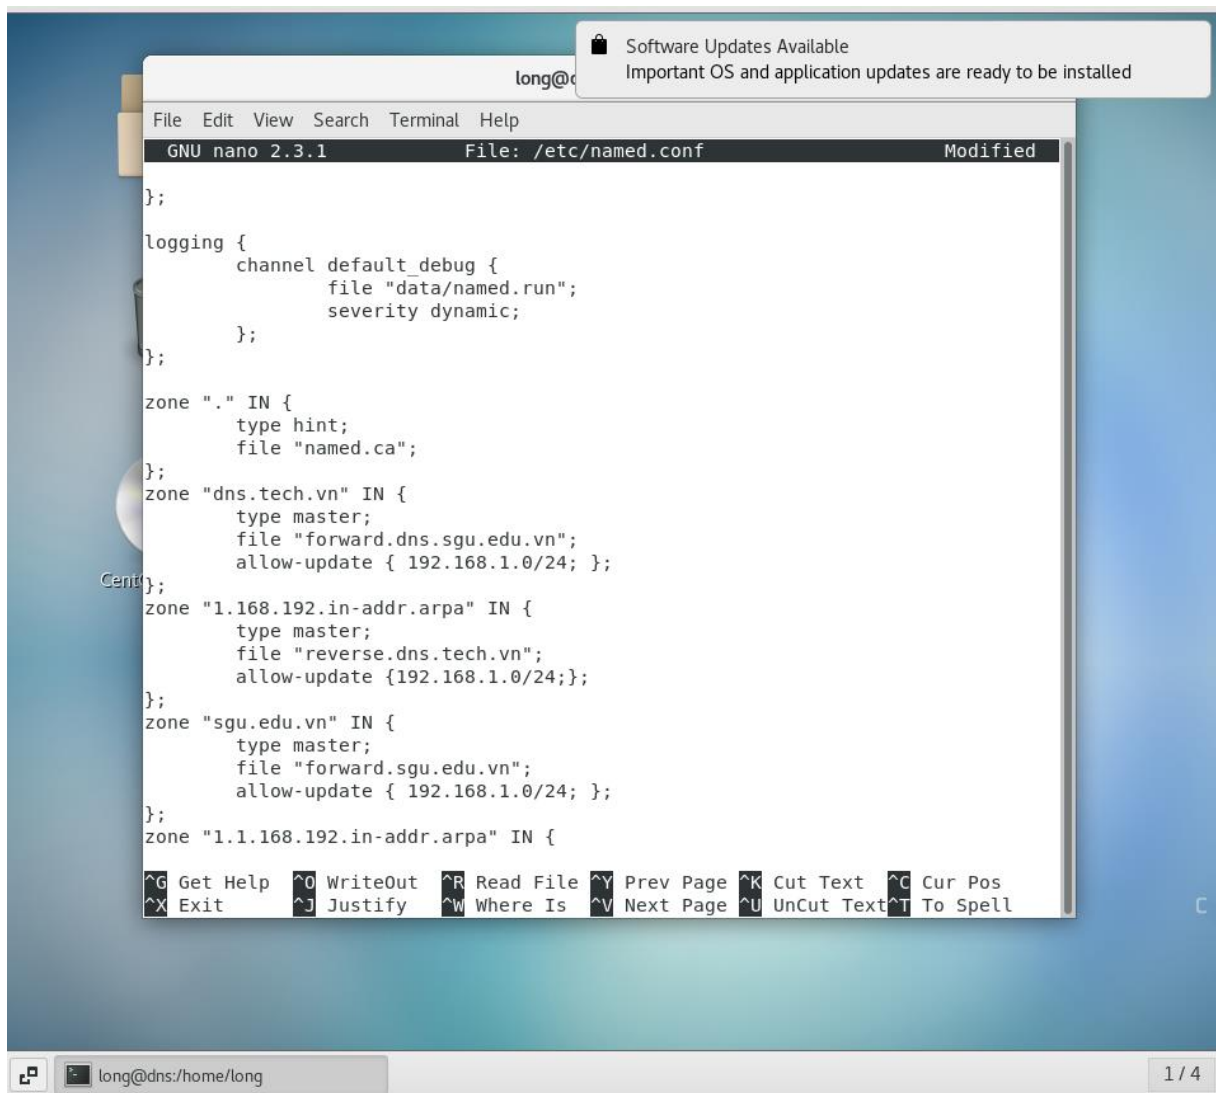 Software Updates Available
Important OS and application updates are ready to be installed
long@
File Edit View Search Terminal Help
GNU nano 2.3.1 File: /etc/named.conf Modified
};
logging {
channel default_debug {
file "data/named.run";
severity dynamic;
};
};
zone "." IN {
type hint;
file "named.ca";
};
zone "dns.tech.vn" IN {
type master;
file "forward.dns.sgu.edu.vn";
allow-update { 192.168.1.0/24; };
};
zone "1.168.192.in-addr.arpa" IN {
type master;
file "reverse.dns.tech.vn";
allow-update {192.168.1.0/24;};
};
zone "sgu.edu.vn" IN {
type master;
file "forward.sgu.edu.vn";
allow-update { 192.168.1.0/24; };
};
zone "1.1.168.192.in-addr.arpa" IN {
^G Get Help ^O WriteOut ^R Read File ^Y Prev Page ^K Cut Text ^C Cur Pos
^X Exit ^J Justify ^W Where Is ^V Next Page ^U UnCut Text ^T To Spell
Cent
C
long@dns:/home/long
1 / 4